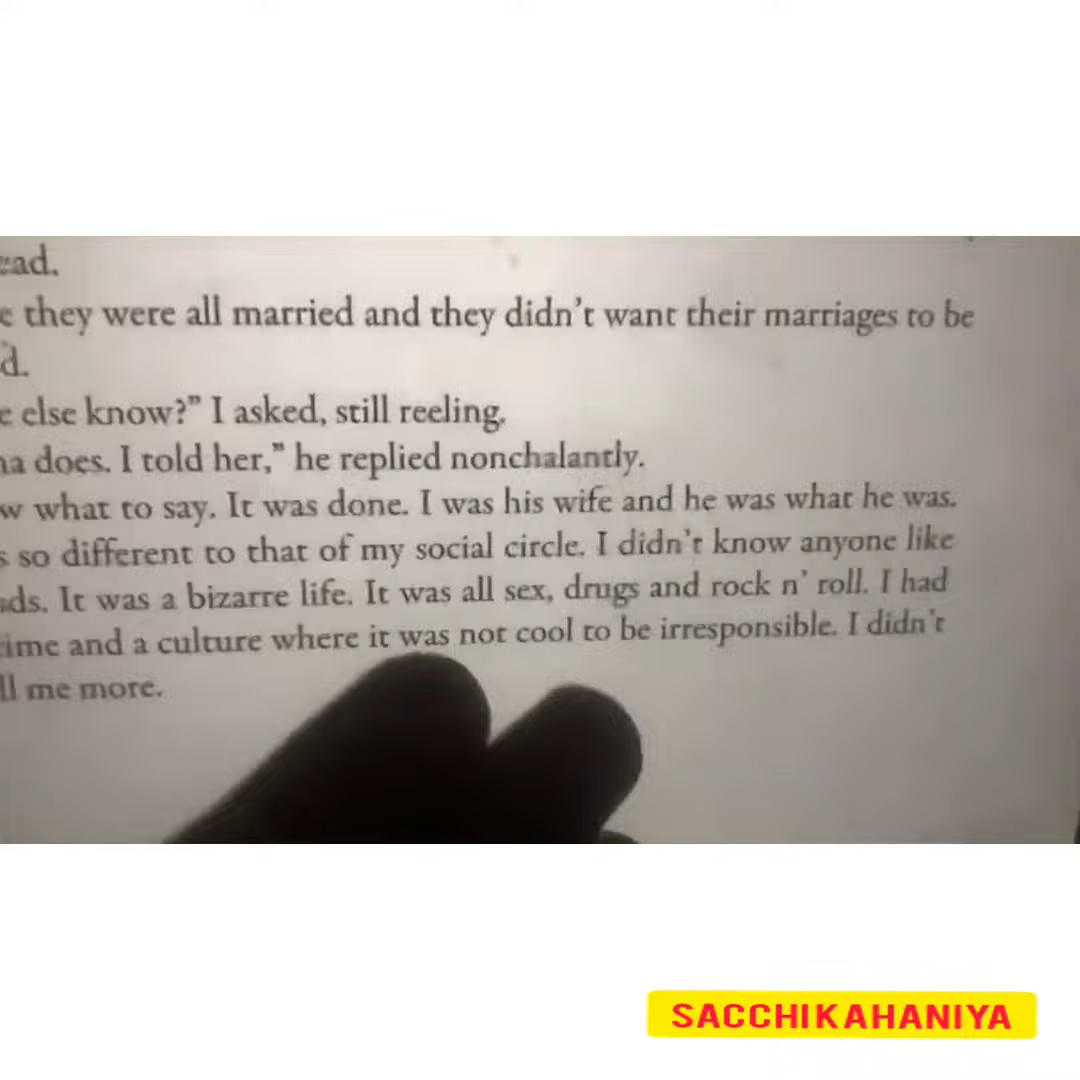 they were all married and they didn't want their marriages to be
d.
else know?" I asked, still reeling.
does. I told her," he replied nonchalantly.
what to say. It was done. I was his wife and he was what he was.
so different to that of my social circle. I didn't know anyone like
It was a bizarre life. It was all sex, drugs and rock n' roll. I had
and a culture where it was not cool to be irresponsible. I didn't
me more.
SACCHIKAHANIYA